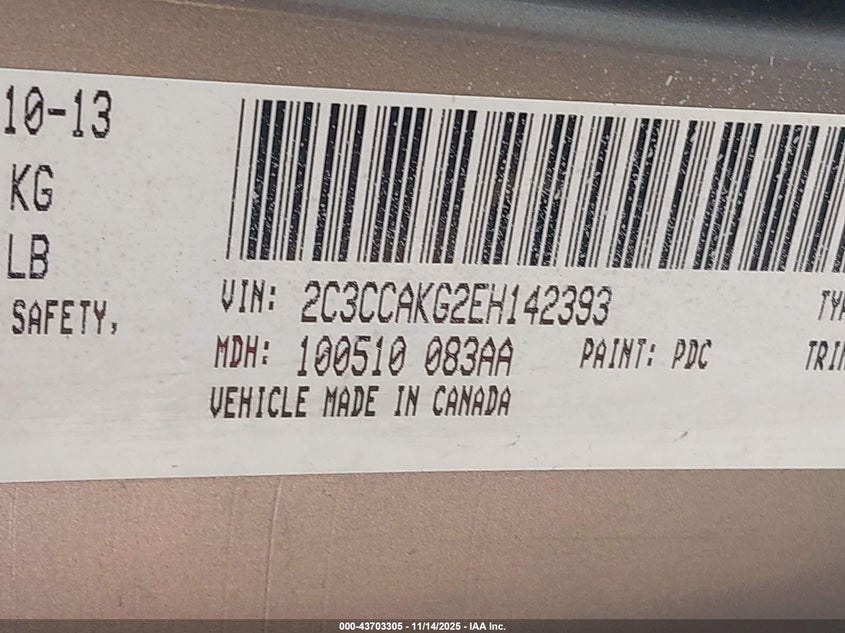 10-13
KG
LB
SAFETY,
VIN: 2C3CCAKG2EH142393
MDH: 100510 083AA PAINT: PDC
VEHICLE MADE IN CANADA
000-43703305 - 11/14/2025 - IAA Inc.